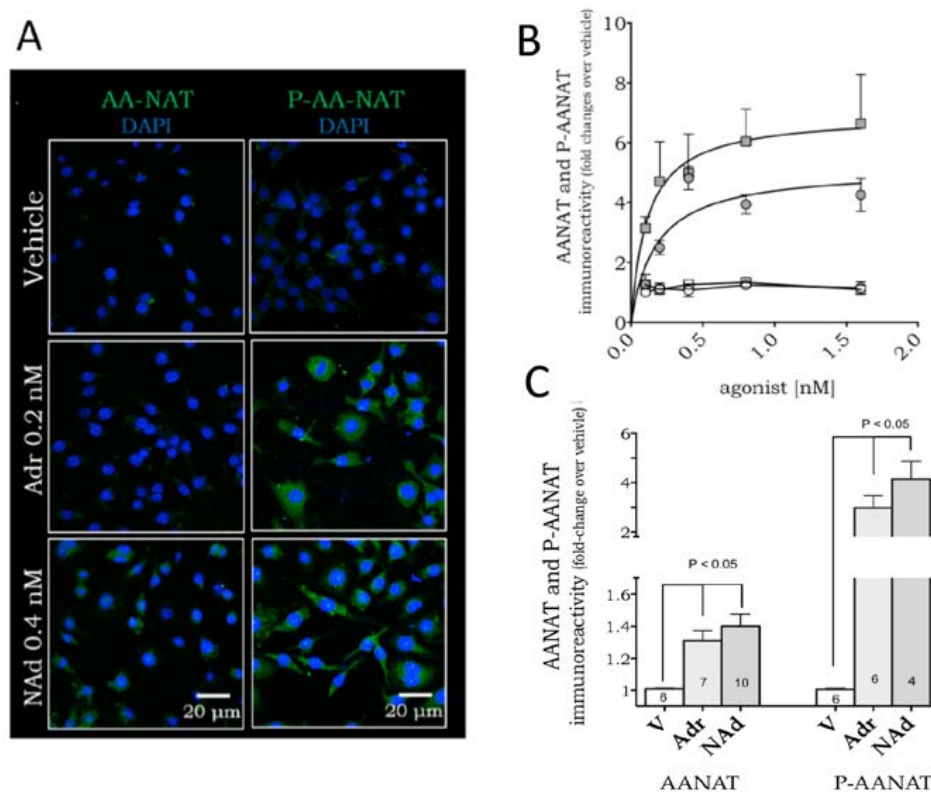 A
AA-NAT P-AA-NAT
DAPI DAPI
Vehicle
Adr 0.2 nM
NAd 0.4 nM
20 µm 20 µm
B
AANAT and P-AANAT
immunoreactivity (fold changes over vehicle)
10
8
6
4
2
0
0.0 0.5 1.0 1.5 2.0
agonist [nM]
C
AANAT and P-AANAT
immunoreactivity (fold-change over vehivle)
6
4
2
1.6
1.4
1.2
1
P < 0.05
P < 0.05
6 7 10 6 6 4
V Adr NAd V Adr NAd
AANAT P-AANAT